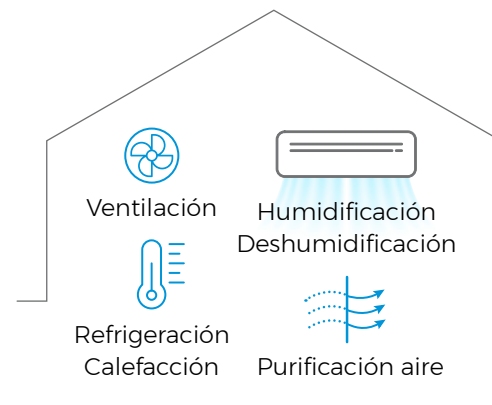 Ventilación
Humidificación
Deshumidificación
Refrigeración
Calefacción
Purificación aire